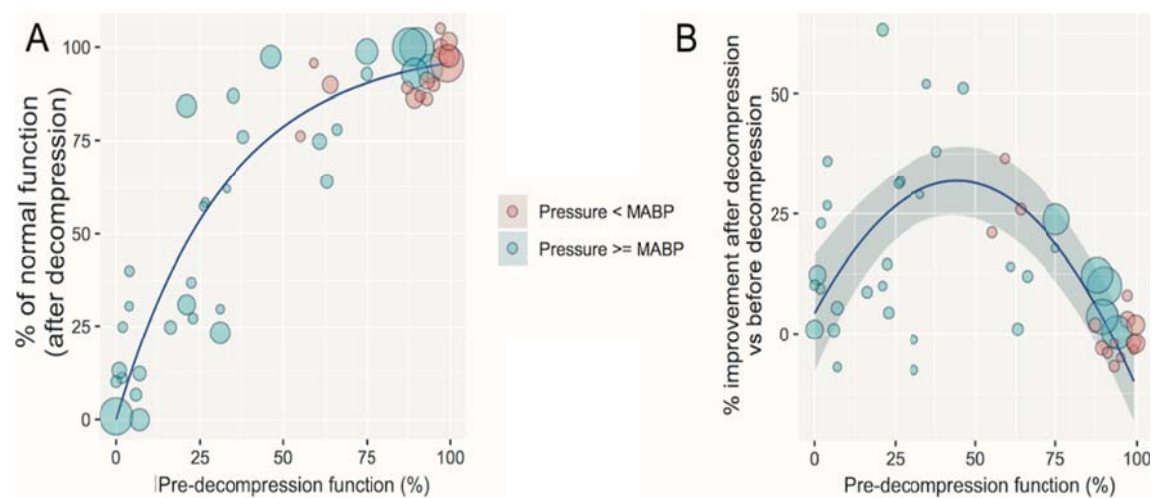 A
% of normal function
(after decompression)
100
75
50
25
0
0 25 50 75 100
Pre-decompression function (%)
Pressure < MABP
Pressure >= MABP
B
% improvement after decompression
vs before decompression
50
25
0
0 25 50 75 100
Pre-decompression function (%)